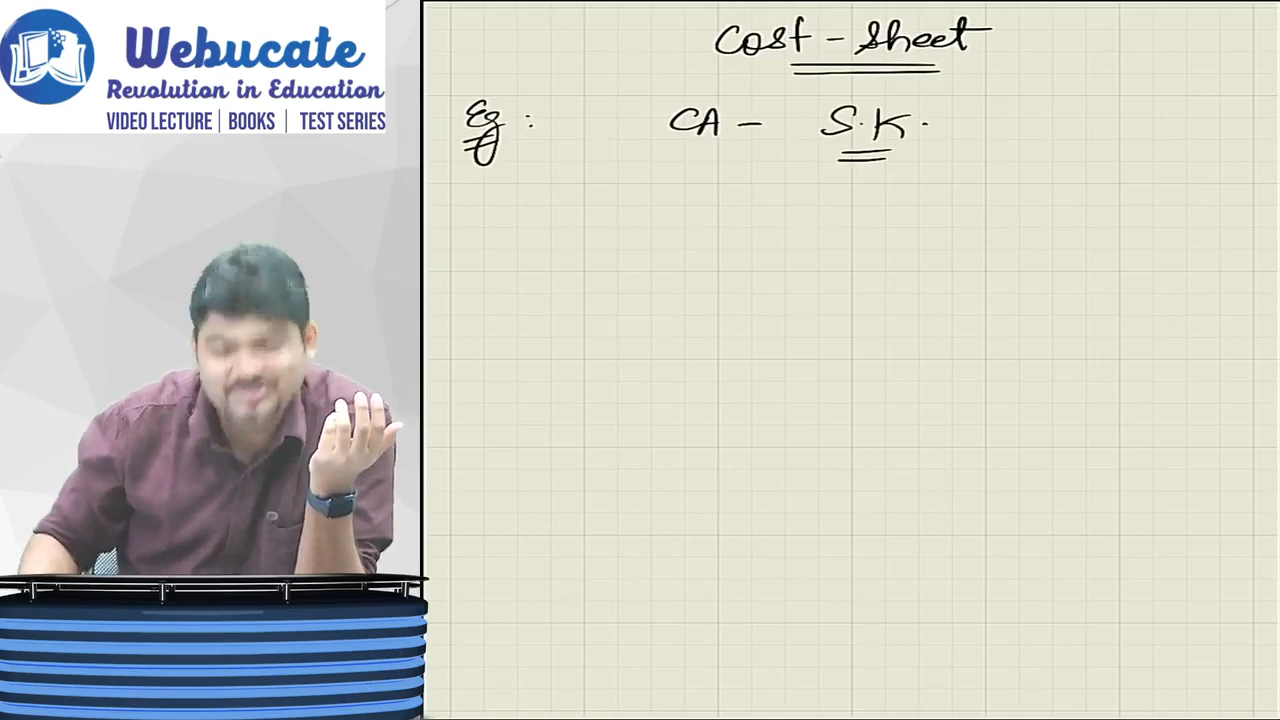 Webucate
Revolution in Education
VIDEO LECTURE | BOOKS | TEST SERIES
Cost - Sheet
Eg : CA - S.K.